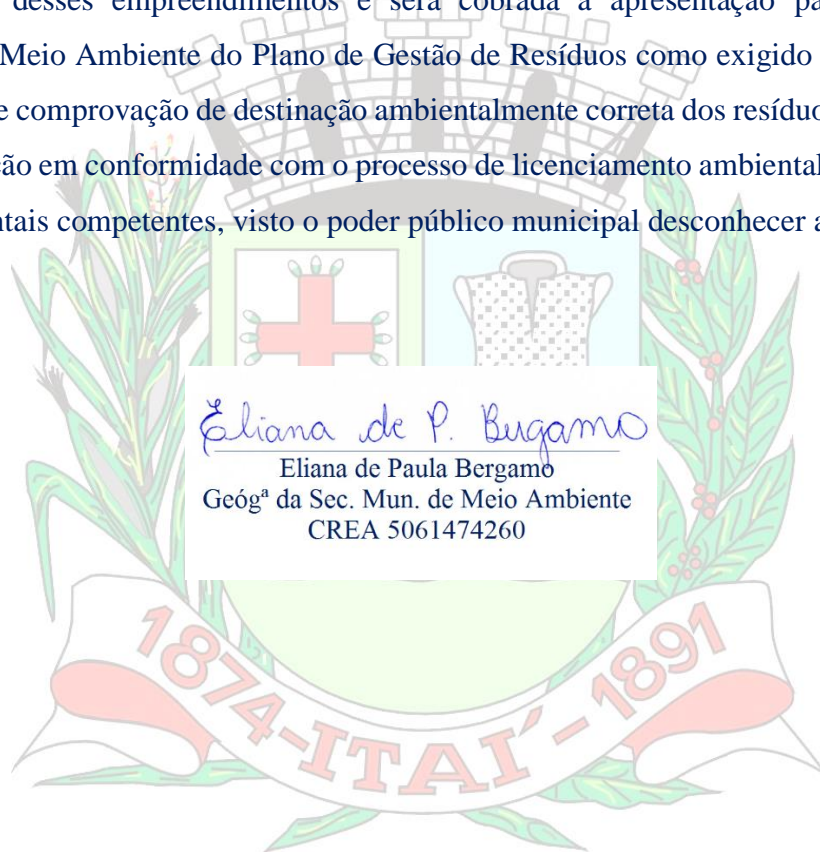 desses empreendimentos e será cobrada a apresentação pa
Meio Ambiente do Plano de Gestão de Resíduos como exigido
e comprovação de destinação ambientalmente correta dos resíduo
ção em conformidade com o processo de licenciamento ambiental
ntais competentes, visto o poder público municipal desconhecer a
Eliana de P. Bergamo
Eliana de Paula Bergamo
Geógª da Sec. Mun. de Meio Ambiente
CREA 5061474260
1874-ITAÍ-1891